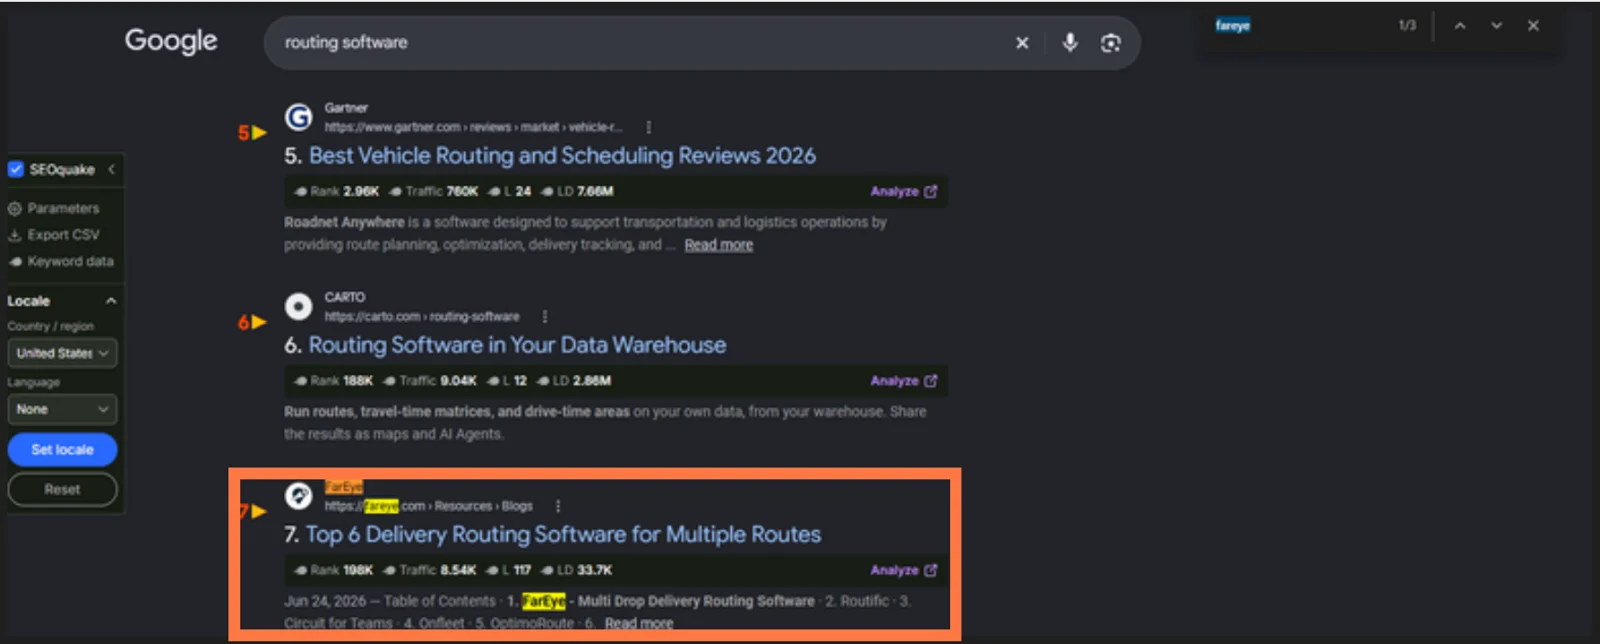 Google
routing software
fareye
1/3
5
Gartner
https://www.gartner.com › reviews › market › vehicle-r...
5. Best Vehicle Routing and Scheduling Reviews 2026
Rank 2.96K Traffic 760K L 24 LD 7.66M
Analyze
Roadnet Anywhere is a software designed to support transportation and logistics operations by
providing route planning, optimization, delivery tracking, and ... Read more
SEOquake
Parameters
Export CSV
Keyword data
Locale
Country / region
United States
Language
None
Set locale
Reset
6
CARTO
https://carto.com › routing-software
6. Routing Software in Your Data Warehouse
Rank 188K Traffic 9.04K L 12 LD 2.86M
Analyze
Run routes, travel-time matrices, and drive-time areas on your own data, from your warehouse. Share
the results as maps and AI Agents.
7
FarEye
https://fareye.com › Resources › Blogs
7. Top 6 Delivery Routing Software for Multiple Routes
Rank 198K Traffic 8.54K L 117 LD 33.7K
Analyze
Jun 24, 2026 — Table of Contents · 1. FarEye - Multi Drop Delivery Routing Software · 2. Routific · 3.
Circuit for Teams · 4. Onfleet · 5. OptimoRoute · 6. Read more